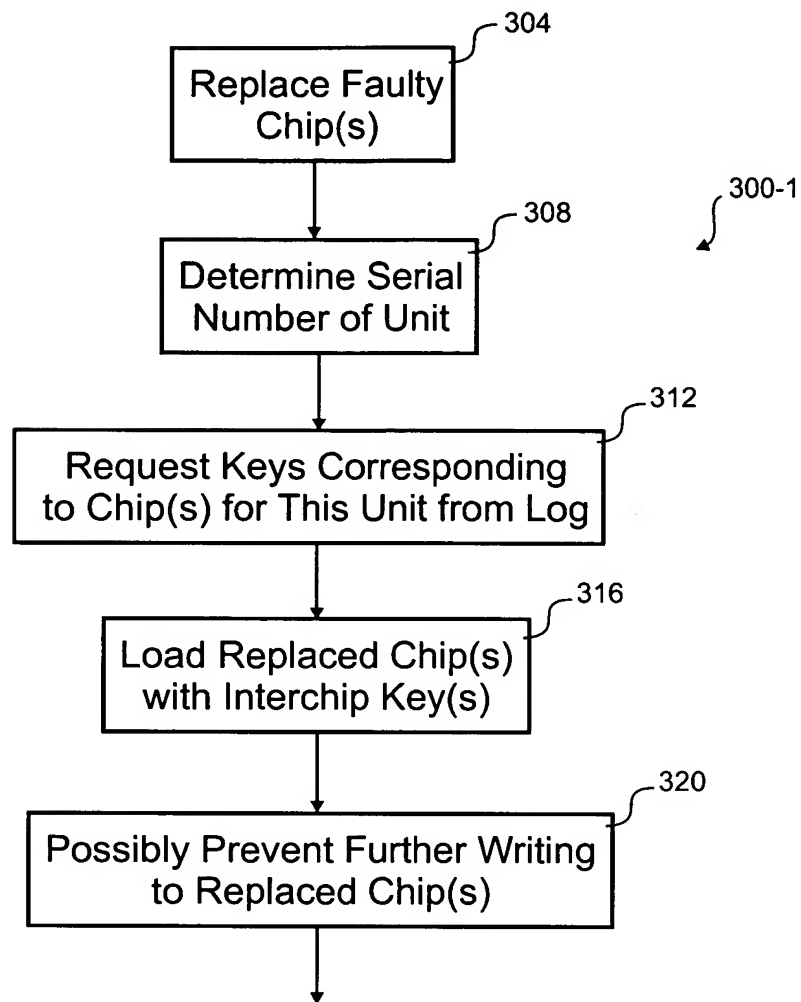 304
Replace Faulty
Chip(s)
300-1
308
Determine Serial
Number of Unit
312
Request Keys Corresponding
to Chip(s) for This Unit from Log
316
Load Replaced Chip(s)
with Interchip Key(s)
320
Possibly Prevent Further Writing
to Replaced Chip(s)